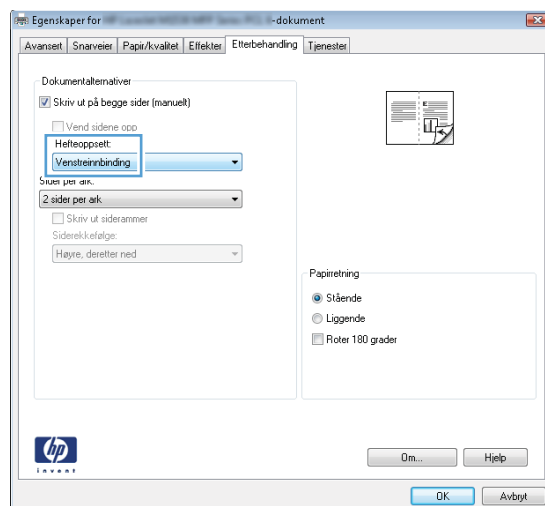 Egenskaper for -dokument
Avansert Snarveier Papir/kvalitet Effekter Etterbehandling Tjenester
Dokumentalternativer
Skriv ut på begge sider (manuelt)
Vend sidene opp
Hefteoppsett:
Venstreinnbinding
Sider per ark:
2 sider per ark
Skriv ut siderammer
Siderekkefølge:
Høyre, deretter ned
Papirretning
Stående
Liggende
Roter 180 grader
hp
invent
Om... Hjelp
OK Avbryt